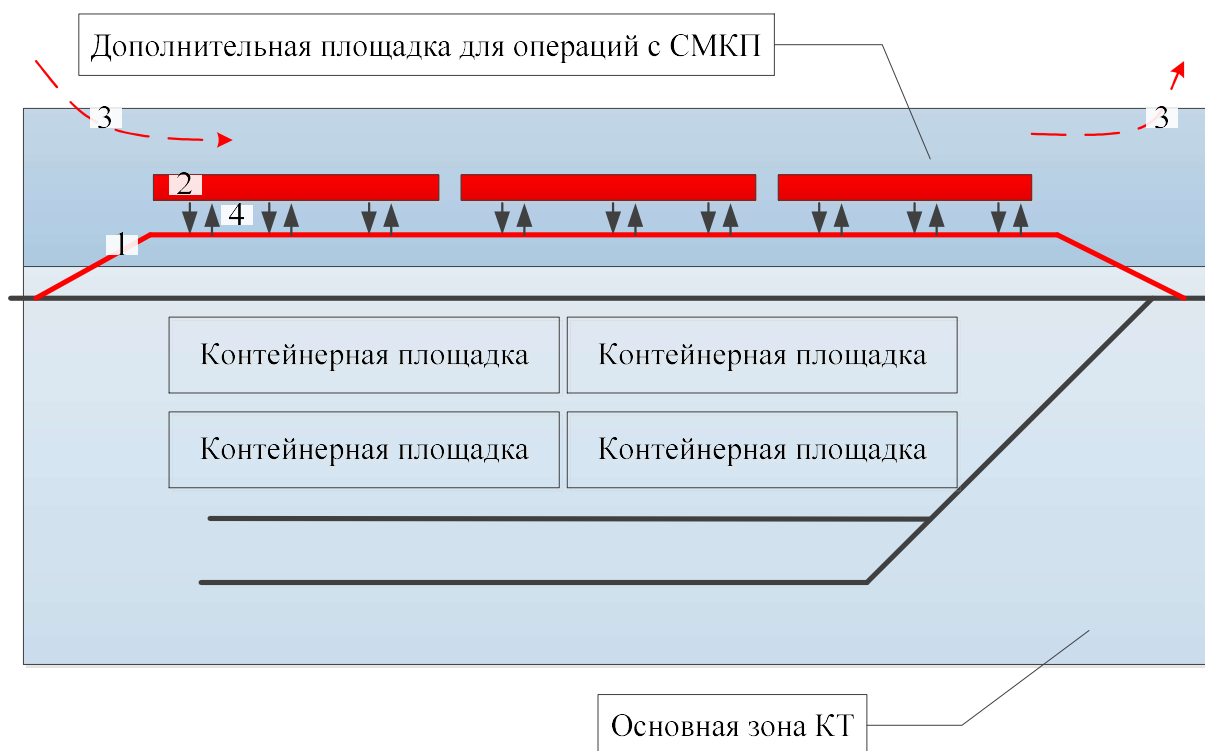 Дополнительная площадка для операций с СМКП
3
3
2
4
1
Контейнерная площадка
Контейнерная площадка
Контейнерная площадка
Контейнерная площадка
Основная зона КТ